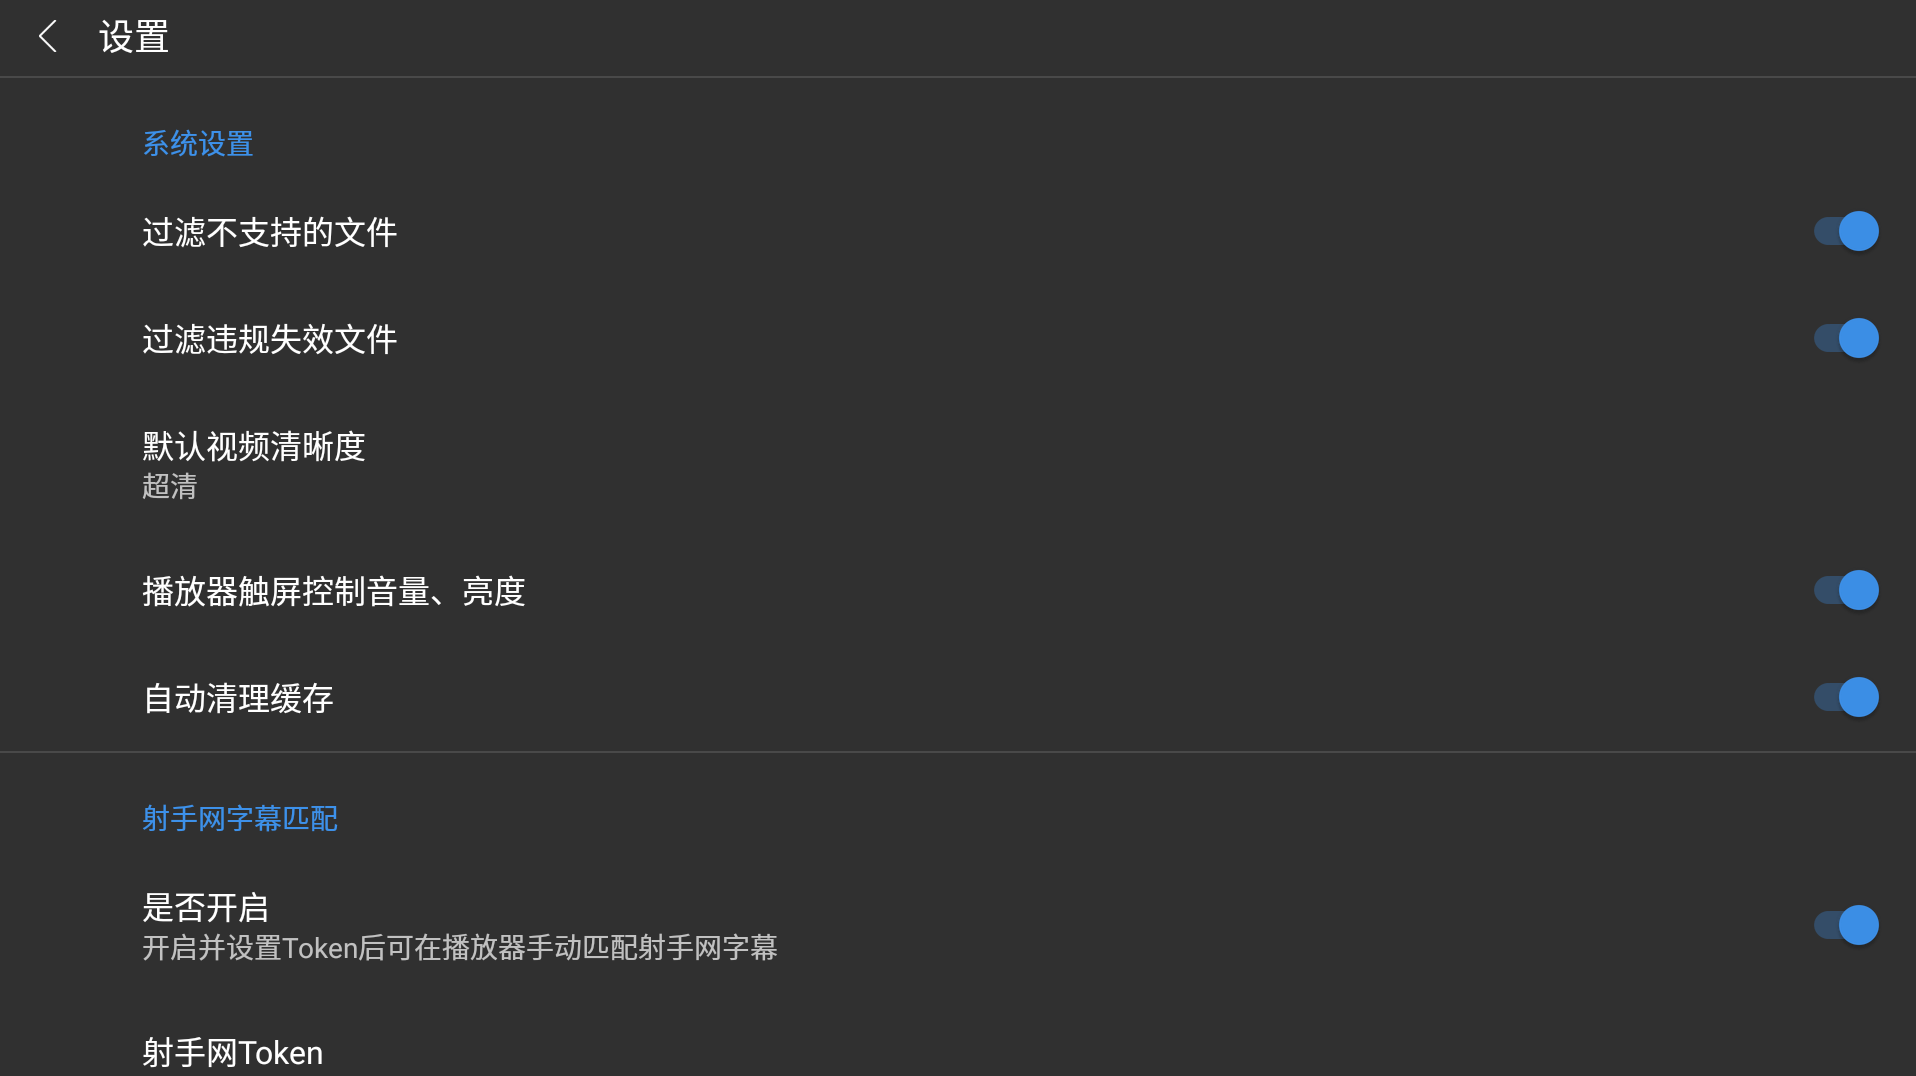 设置
系统设置
过滤不支持的文件
过滤违规失效文件
默认视频清晰度
超清
播放器触屏控制音量、亮度
自动清理缓存
射手网字幕匹配
是否开启
开启并设置Token后可在播放器手动匹配射手网字幕
射手网Token